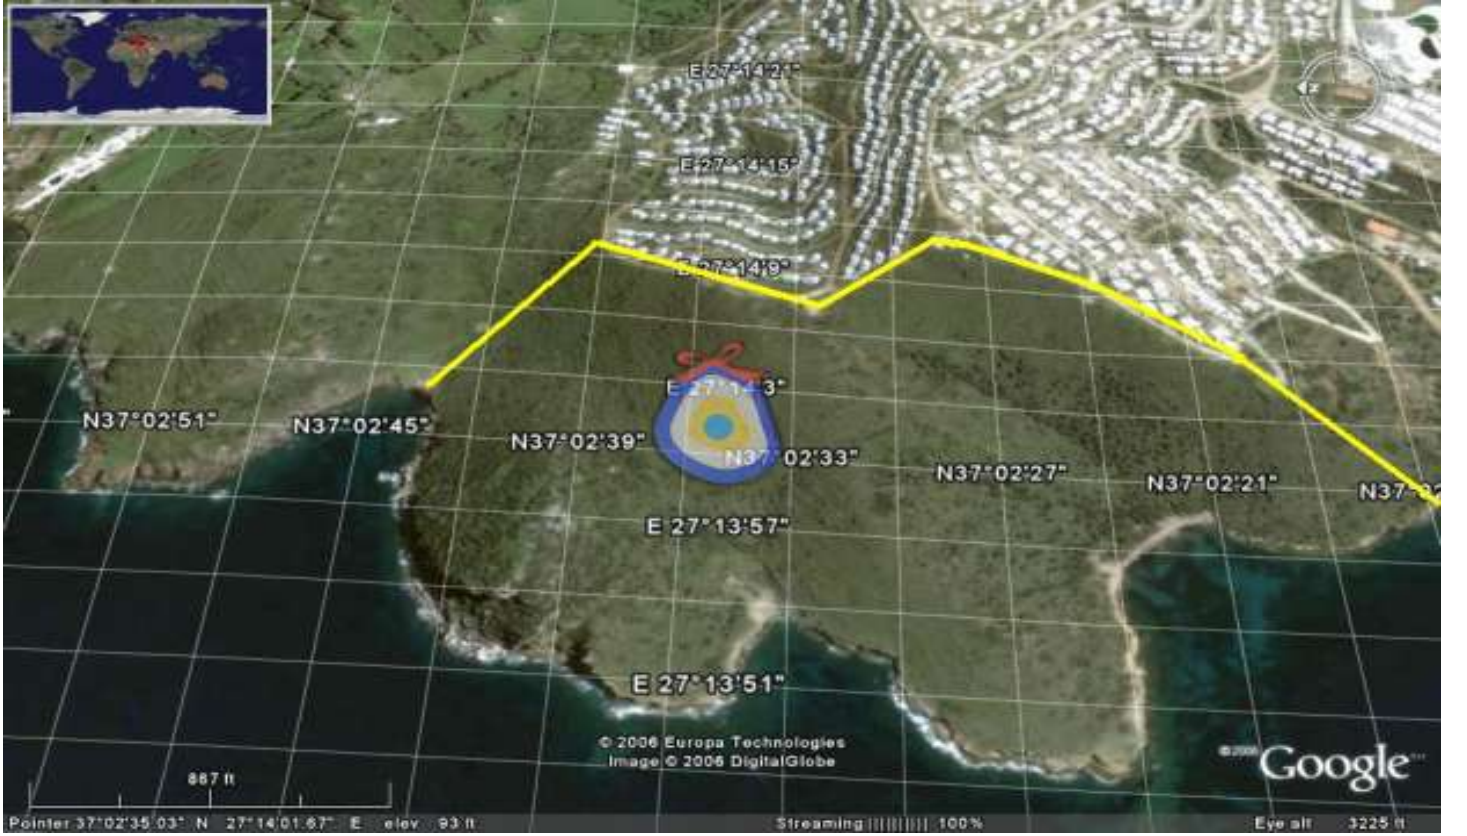 E 27°14'21"
E 27°14'15"
E 27°14'9"
E 27°14'3"
N37°02'51"
N37°02'45"
N37°02'39"
N37°02'33"
N37°02'27"
N37°02'21"
E 27°13'57"
E 27°13'51"
© 2006 Europa Technologies
Image © 2006 DigitalGlobe
©2006 Google™
867 ft
Pointer 37°02'35.03" N 27°14'01.67" E elev 93 ft
Streaming |||||||||| 100%
Eye alt 3225 ft